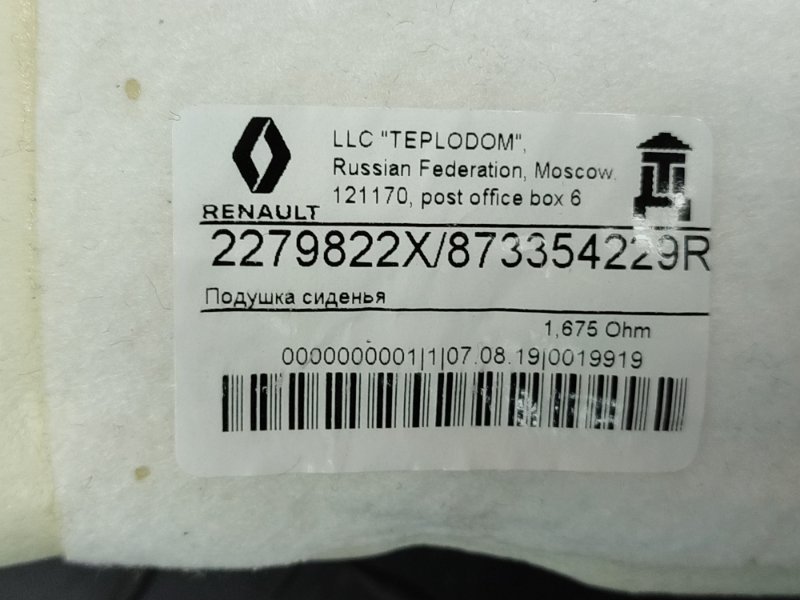 LLC "TEPLODOM",
Russian Federation, Moscow.
121170, post office box 6
RENAULT
2279822X/873354229R
Подушка сиденья
1,675 Ohm
0000000001|1|07.08.19|0019919